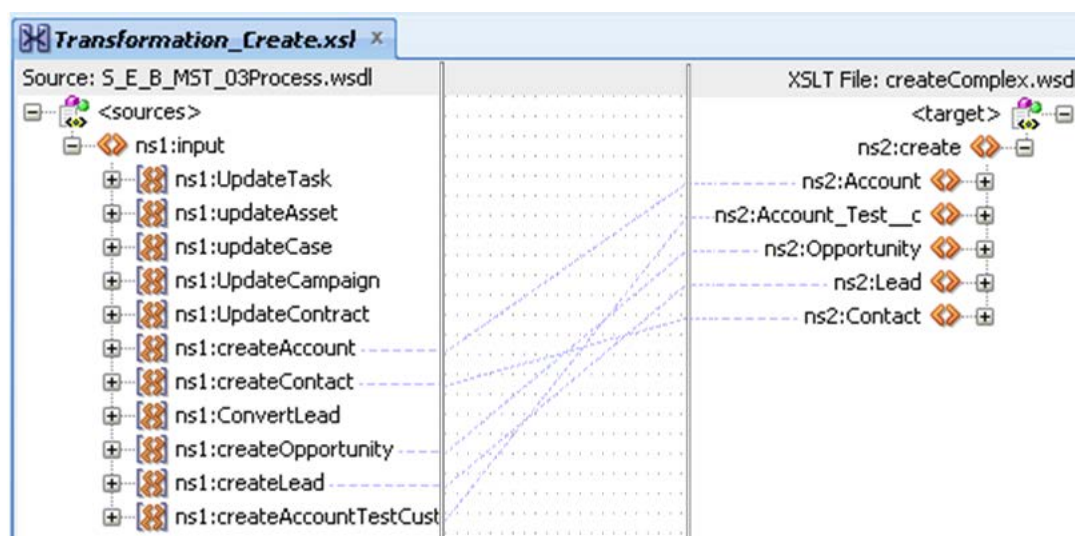 Transformation_Create.xsl x
Source: S_E_B_MST_03Process.wsdl
XSLT File: createComplex.wsd
<sources>
<target>
ns1:input
ns2:create
ns1:UpdateTask
ns2:Account
ns1:updateAsset
ns2:Account_Test__c
ns1:updateCase
ns2:Opportunity
ns1:UpdateCampaign
ns2:Lead
ns1:UpdateContract
ns2:Contact
ns1:createAccount
ns1:createContact
ns1:ConvertLead
ns1:createOpportunity
ns1:createLead
ns1:createAccountTestCust